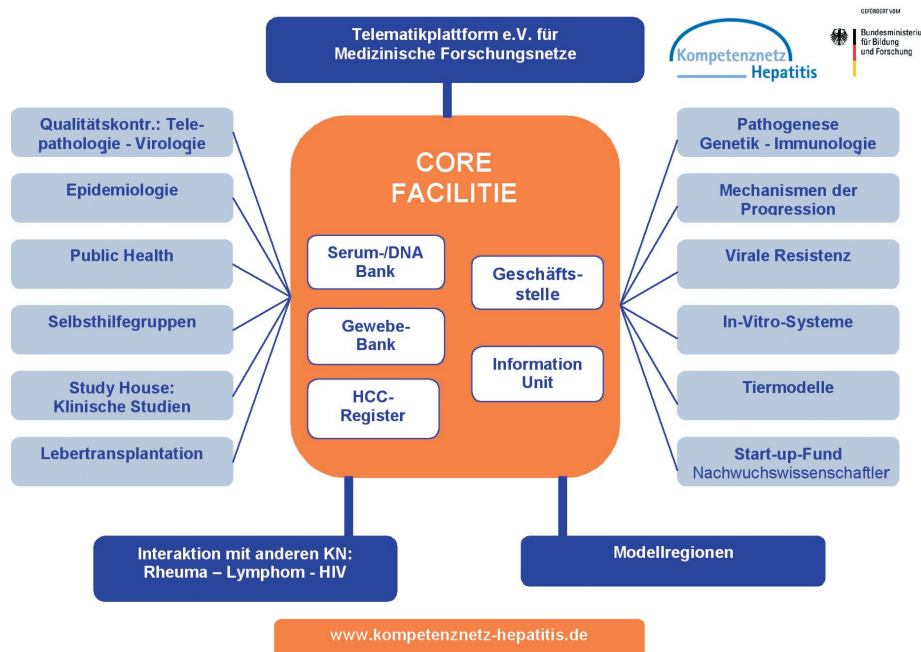 Telematikplattform e.V. für
Medizinische Forschungsnetze
Kompetenznetz
Hepatitis
GEFÖRDERT VOM
Bundesministeriu
für Bildung
und Forschung
Qualitätskontr.: Tele-
pathologie - Virologie
Epidemiologie
Public Health
Selbsthilfegruppen
Study House:
Klinische Studien
Lebertransplantation
CORE
FACILITIE
Serum-/DNA
Bank
Gewebe-
Bank
HCC-
Register
Geschäfts-
stelle
Information
Unit
Pathogenese
Genetik - Immunologie
Mechanismen der
Progression
Virale Resistenz
In-Vitro-Systeme
Tiermodelle
Start-up-Fund
Nachwuchswissenschaftler
Interaktion mit anderen KN:
Rheuma – Lymphom - HIV
Modellregionen
www.kompetenznetz-hepatitis.de